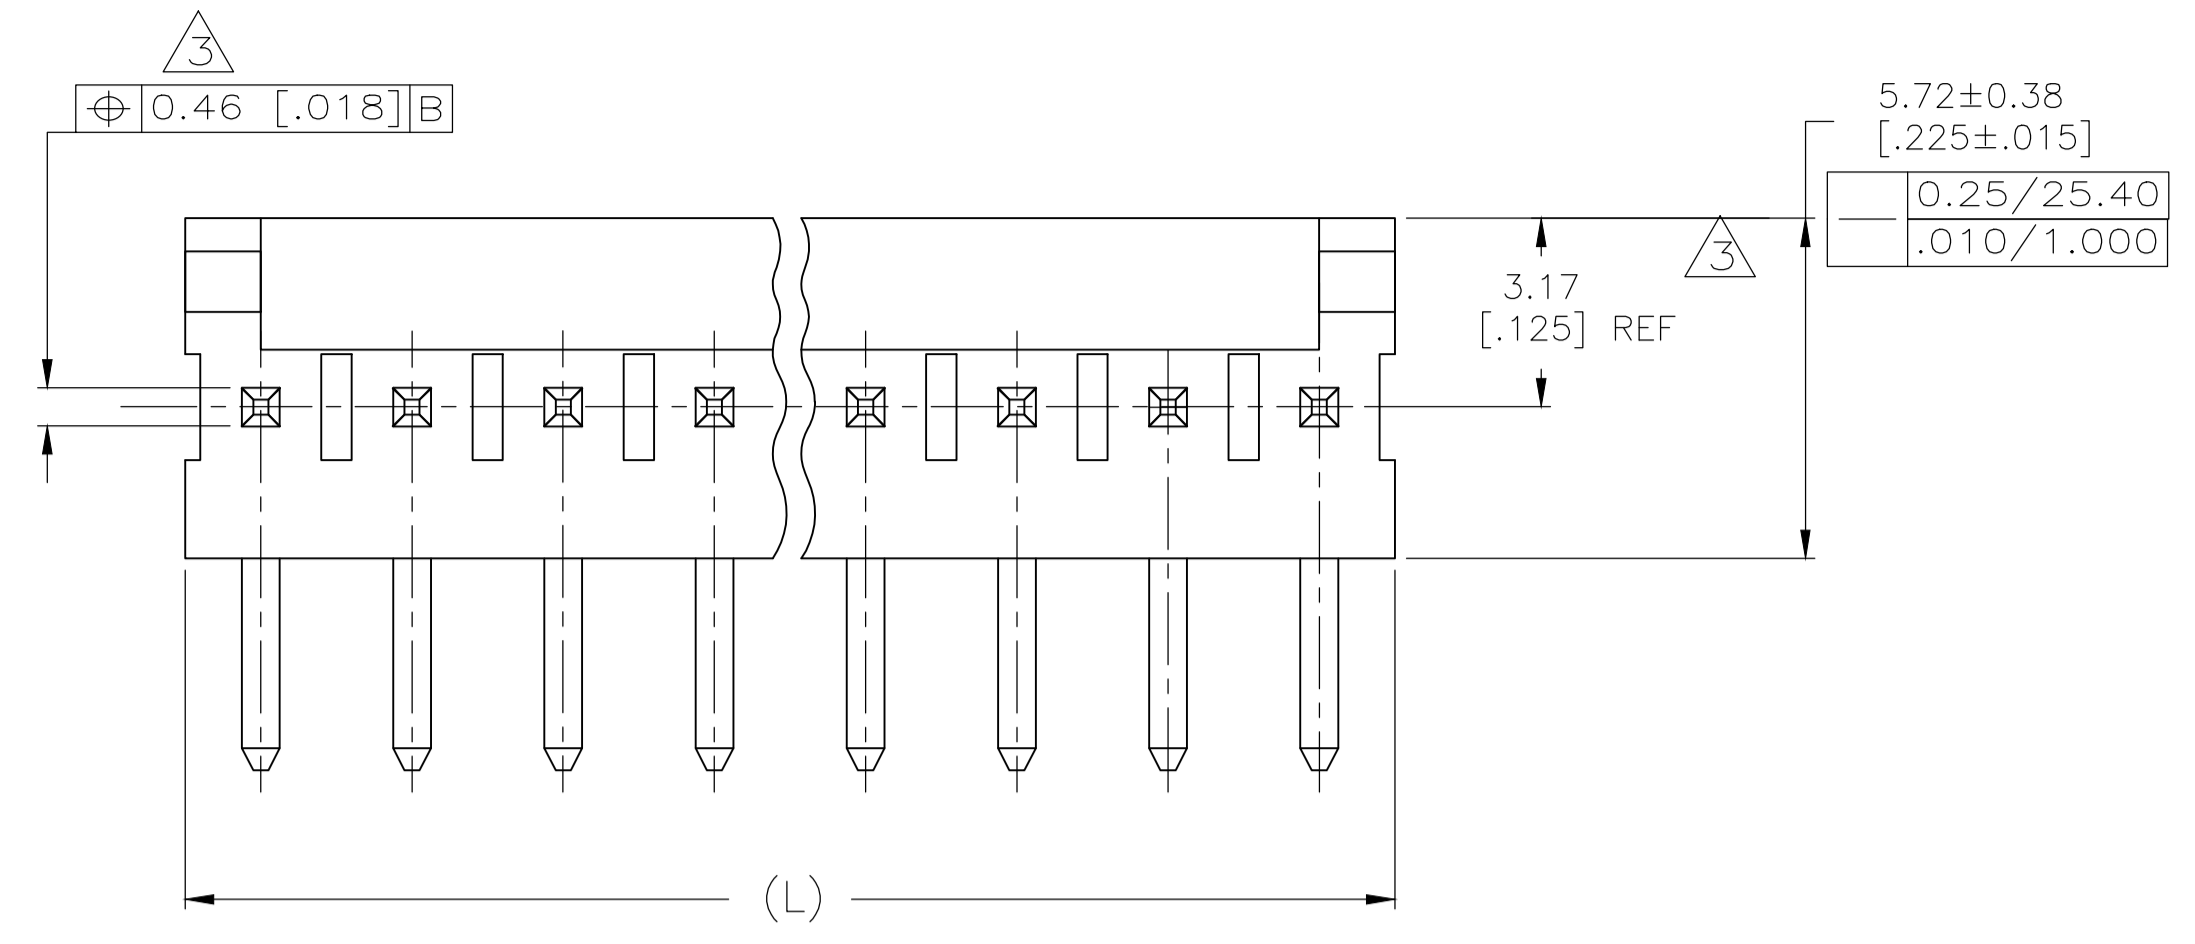 3
⌖ 0.46 [.018] B
5.72±0.38
[.225±.015]
0.25/25.40
.010/1.000
3
3.17
[.125] REF
(L)